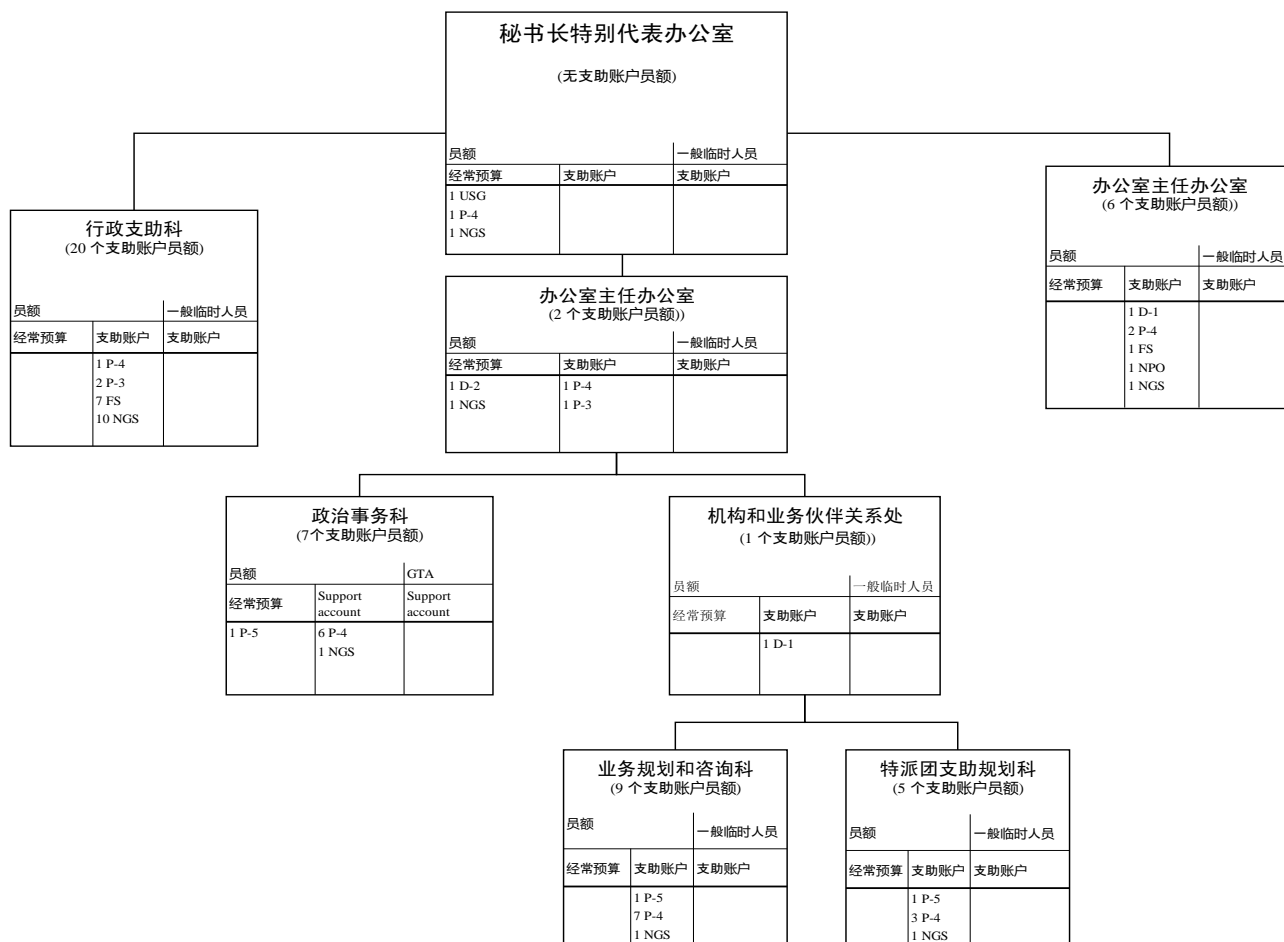 秘书长特别代表办公室
(无支助账户员额)
员额 一般临时人员
经常预算 支助账户 支助账户
1 USG
1 P-4
1 NGS
行政支助科
(20 个支助账户员额)
员额 一般临时人员
经常预算 支助账户 支助账户
1 P-4
2 P-3
7 FS
10 NGS
办公室主任办公室
(2 个支助账户员额))
员额 一般临时人员
经常预算 支助账户 支助账户
1 D-2 1 P-4
1 NGS 1 P-3
办公室主任办公室
(6 个支助账户员额))
员额 一般临时人员
经常预算 支助账户 支助账户
1 D-1
2 P-4
1 FS
1 NPO
1 NGS
政治事务科
(7个支助账户员额)
员额 GTA
经常预算 Support account Support account
1 P-5 6 P-4
1 NGS
机构和业务伙伴关系处
(1 个支助账户员额))
员额 一般临时人员
经常预算 支助账户 支助账户
1 D-1
业务规划和咨询科
(9 个支助账户员额)
员额 一般临时人员
经常预算 支助账户 支助账户
1 P-5
7 P-4
1 NGS
特派团支助规划科
(5 个支助账户员额)
员额 一般临时人员
经常预算 支助账户 支助账户
1 P-5
3 P-4
1 NGS